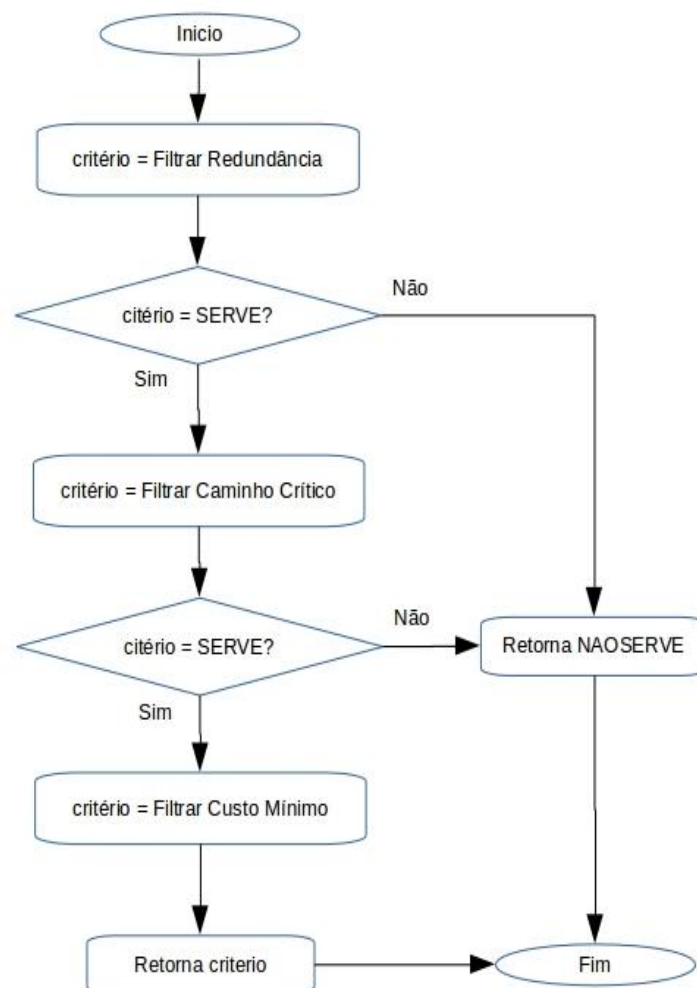 Inicio
critério = Filtrar Redundância
citério = SERVE?
Não
Sim
critério = Filtrar Caminho Crítico
citério = SERVE?
Não
Retorna NAOSERVE
Sim
critério = Filtrar Custo Mínimo
Retorna criterio
Fim